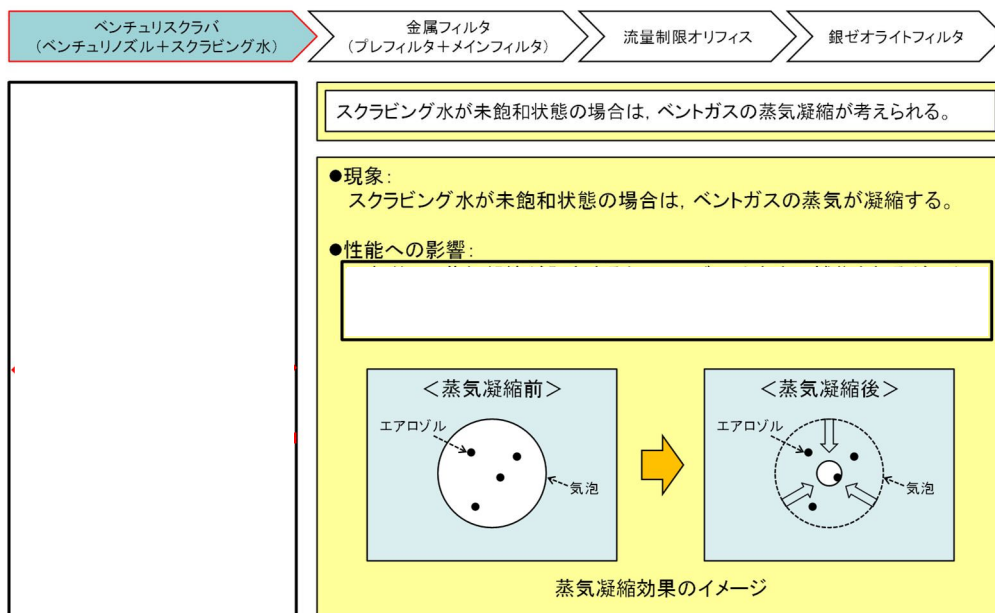 ベンチュリスクラバ
(ベンチュリノズル+スクラビング水)
金属フィルタ
(プレフィルタ+メインフィルタ)
流量制限オリフィス
銀ゼオライトフィルタ
スクラビング水が未飽和状態の場合は,ベントガスの蒸気凝縮が考えられる。
●現象:
スクラビング水が未飽和状態の場合は,ベントガスの蒸気が凝縮する。
●性能への影響:
<蒸気凝縮前>
エアロゾル
気泡
<蒸気凝縮後>
エアロゾル
気泡
蒸気凝縮効果のイメージ